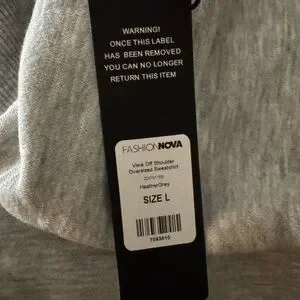 WARNING!
ONCE THIS LABEL
HAS BEEN REMOVED
YOU CAN NO LONGER
RETURN THIS ITEM
FASHIONNOVA
Vera Off Shoulder
Oversized Sweatshirt
HeatherGrey
SIZE L
7093815